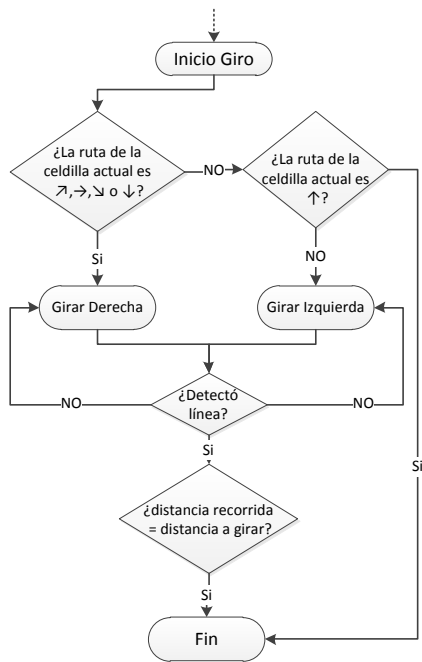 Inicio Giro
¿La ruta de la
celdilla actual es
↗,→,↘ o ↓?
NO
¿La ruta de la
celdilla actual es
↑?
Si
NO
Girar Derecha
Girar Izquierda
¿Detectó
línea?
NO
NO
Si
Si
¿distancia recorrida
= distancia a girar?
Si
Fin